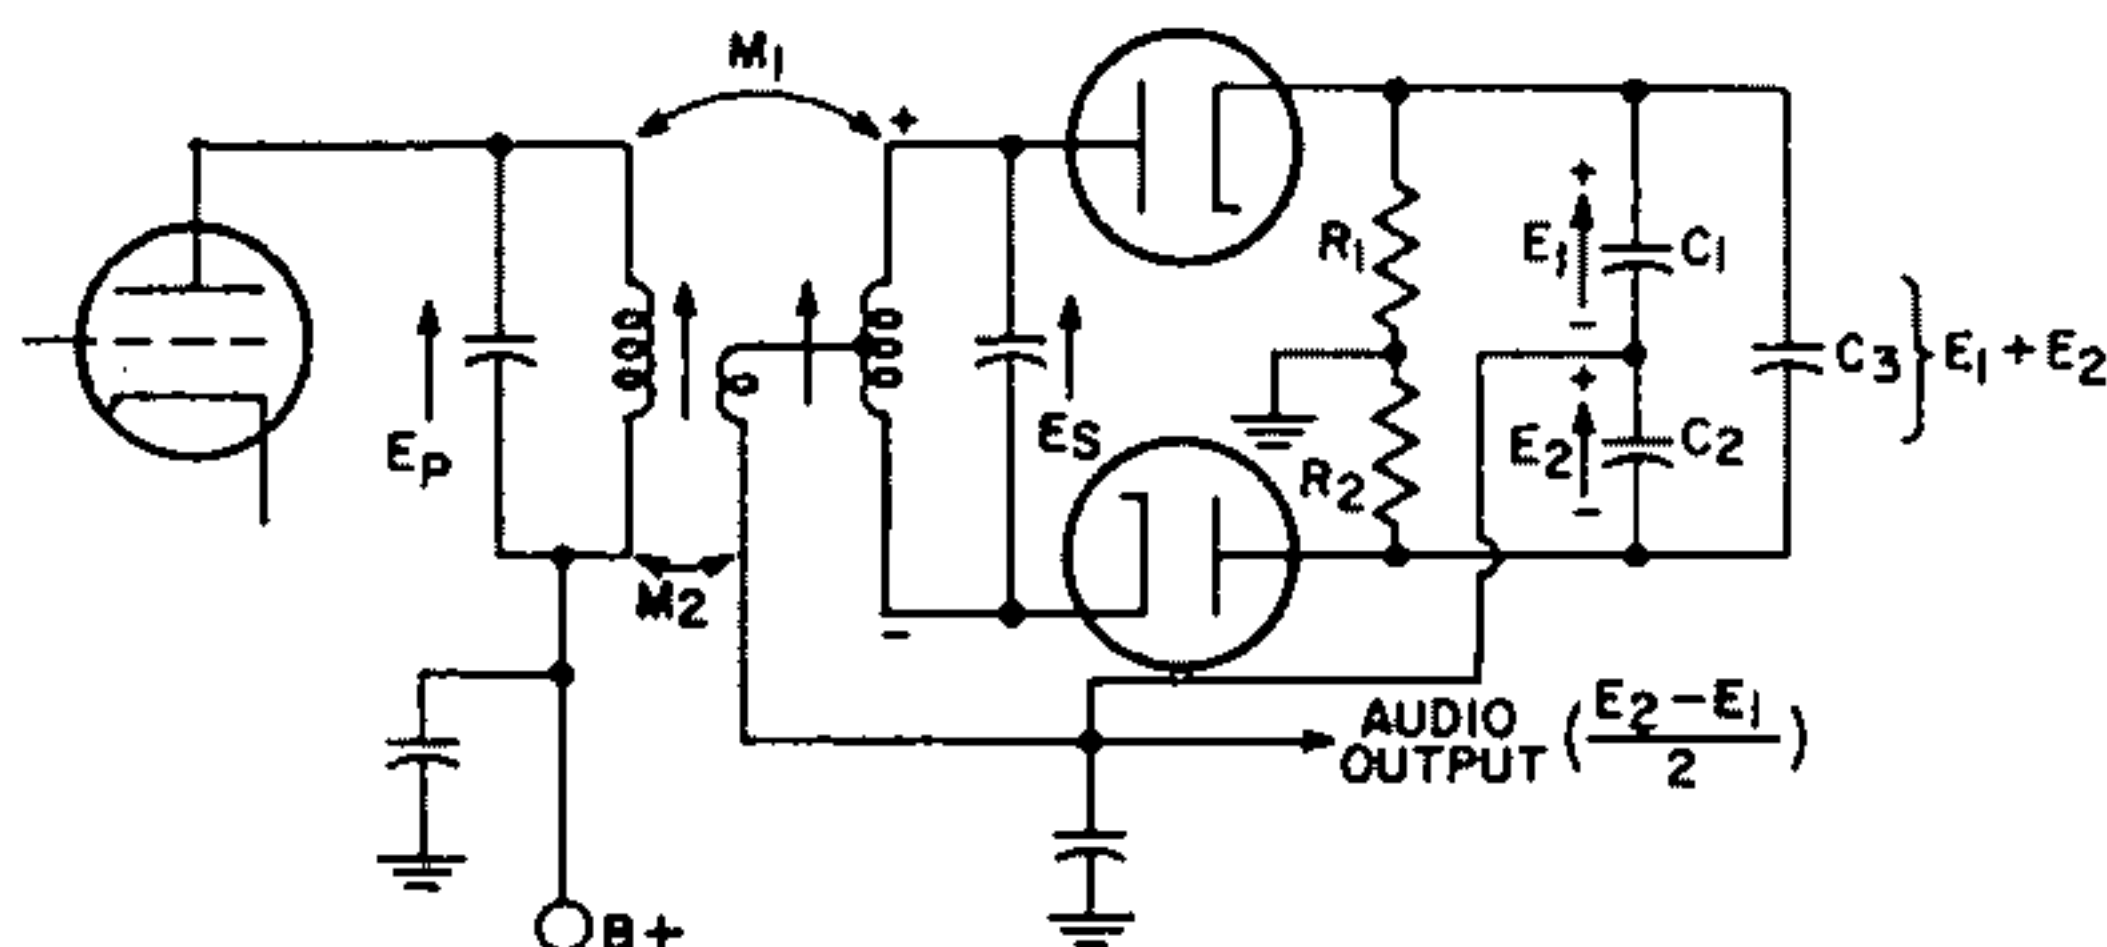 M1
+
R1
+
E1
-
C1
EP
ES
+
E2
-
C2
C3 } E1 + E2
R2
M2
-
AUDIO OUTPUT ( E2 - E1 / 2 )
B+